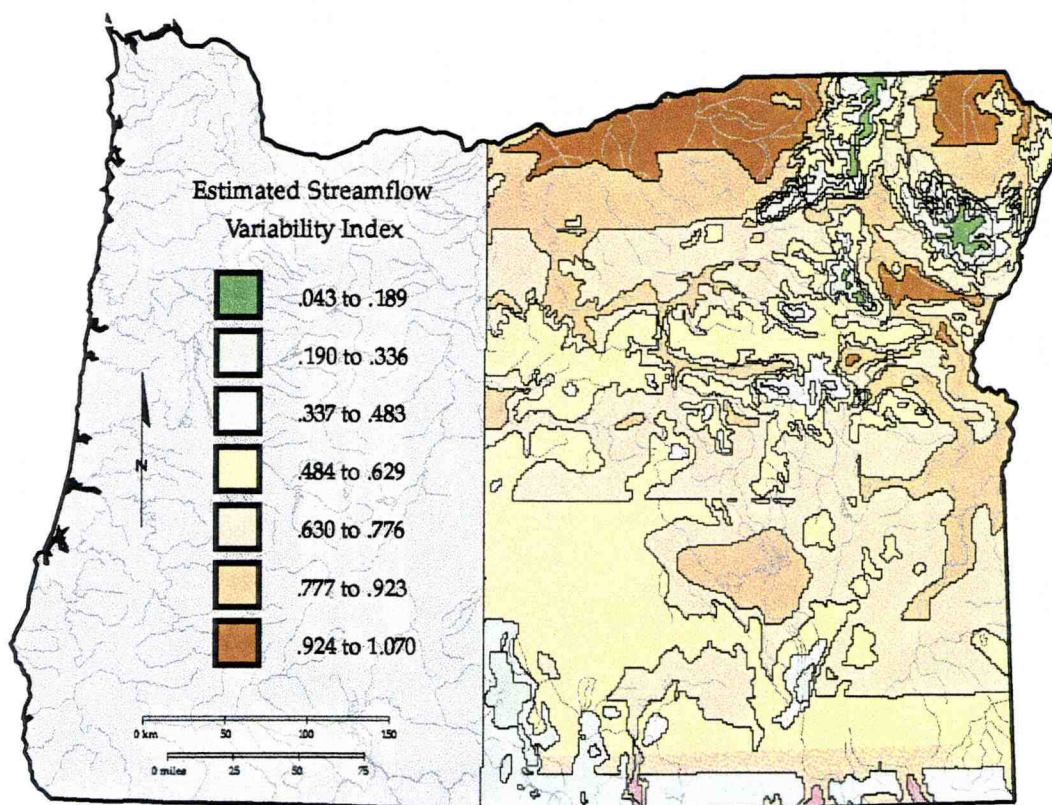 Estimated Streamflow
Variability Index
.043 to .189
.190 to .336
.337 to .483
.484 to .629
.630 to .776
.777 to .923
.924 to 1.070
N
0 km 50 100 150
0 miles 25 50 75